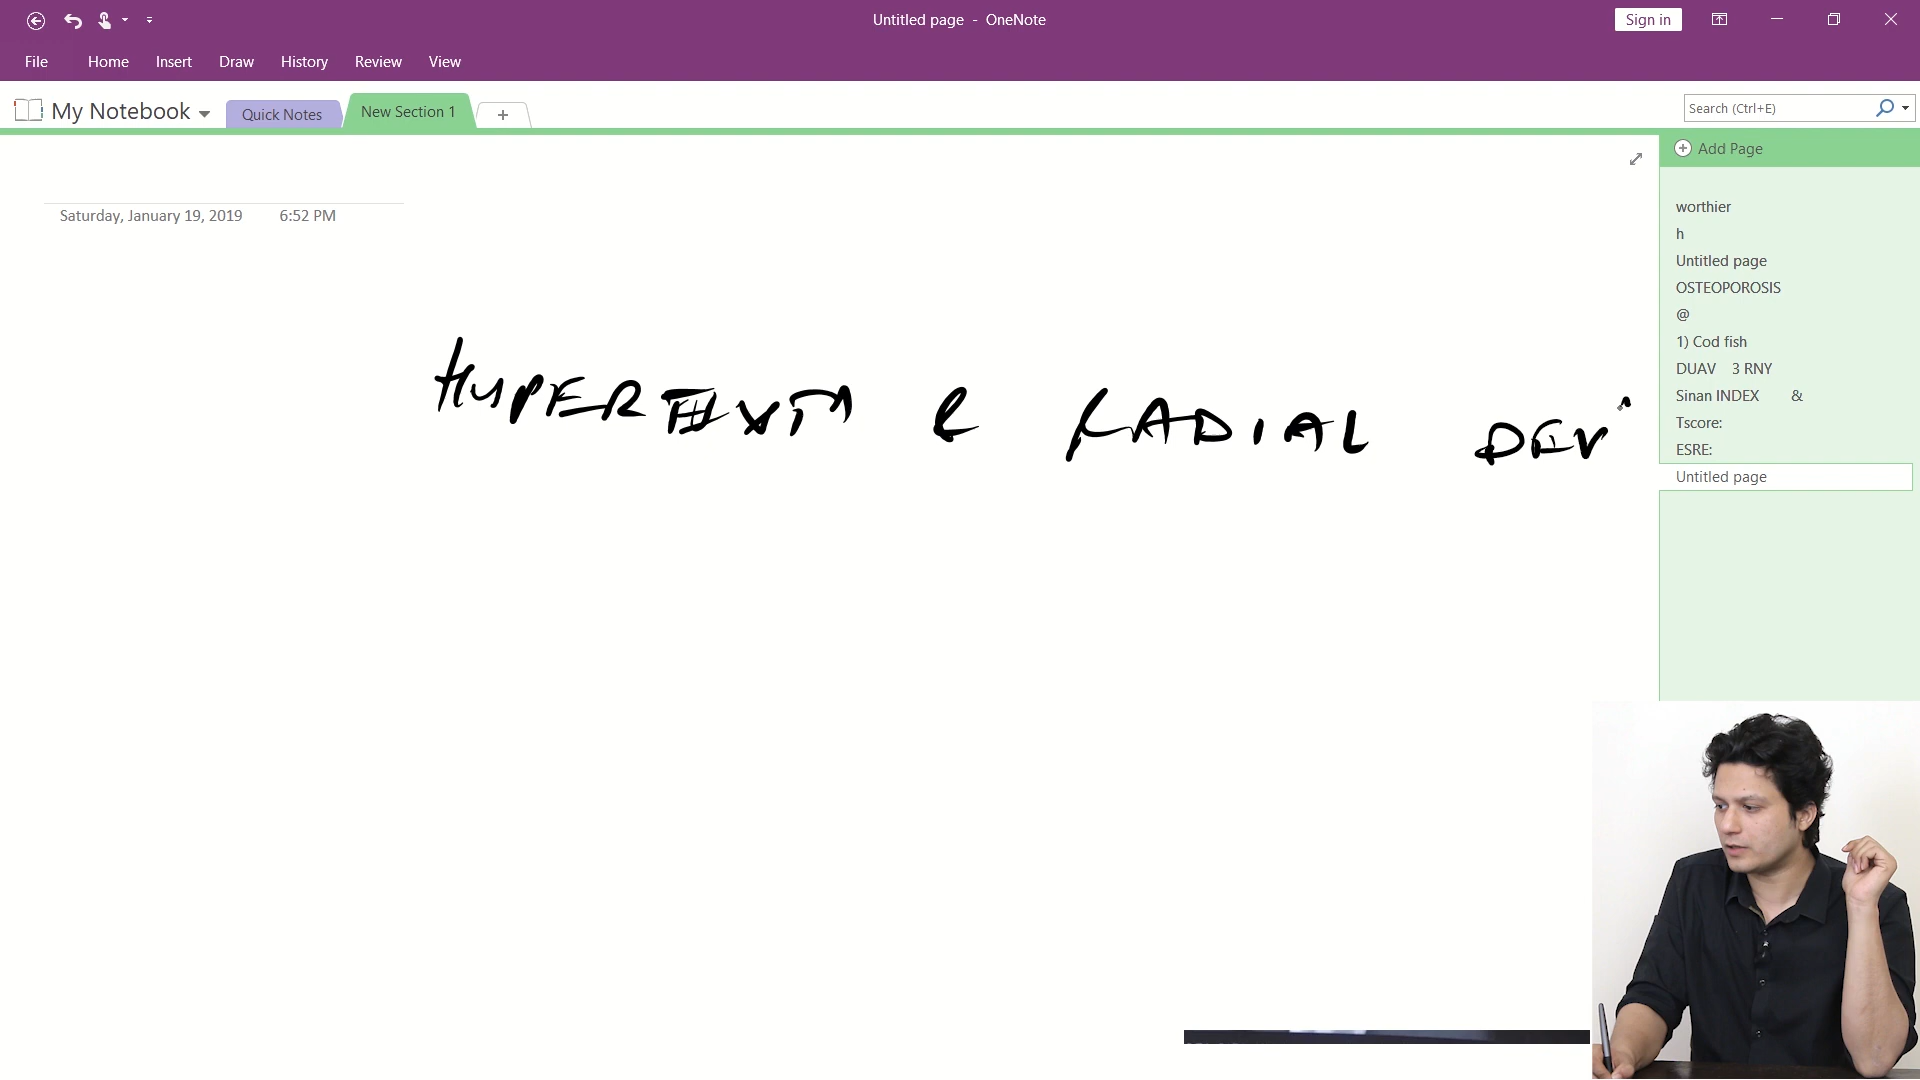 Untitled page - OneNote
Sign in
File Home Insert Draw History Review View
My Notebook Quick Notes New Section 1 +
Search (Ctrl+E)
Add Page
Saturday, January 19, 2019 6:52 PM
worthier
h
Untitled page
OSTEOPOROSIS
@
1) Cod fish
DUAV 3 RNY
Sinan INDEX &
Tscore:
ESRE:
Untitled page
HYPEREXTⁿ & RADIAL DEVⁿ